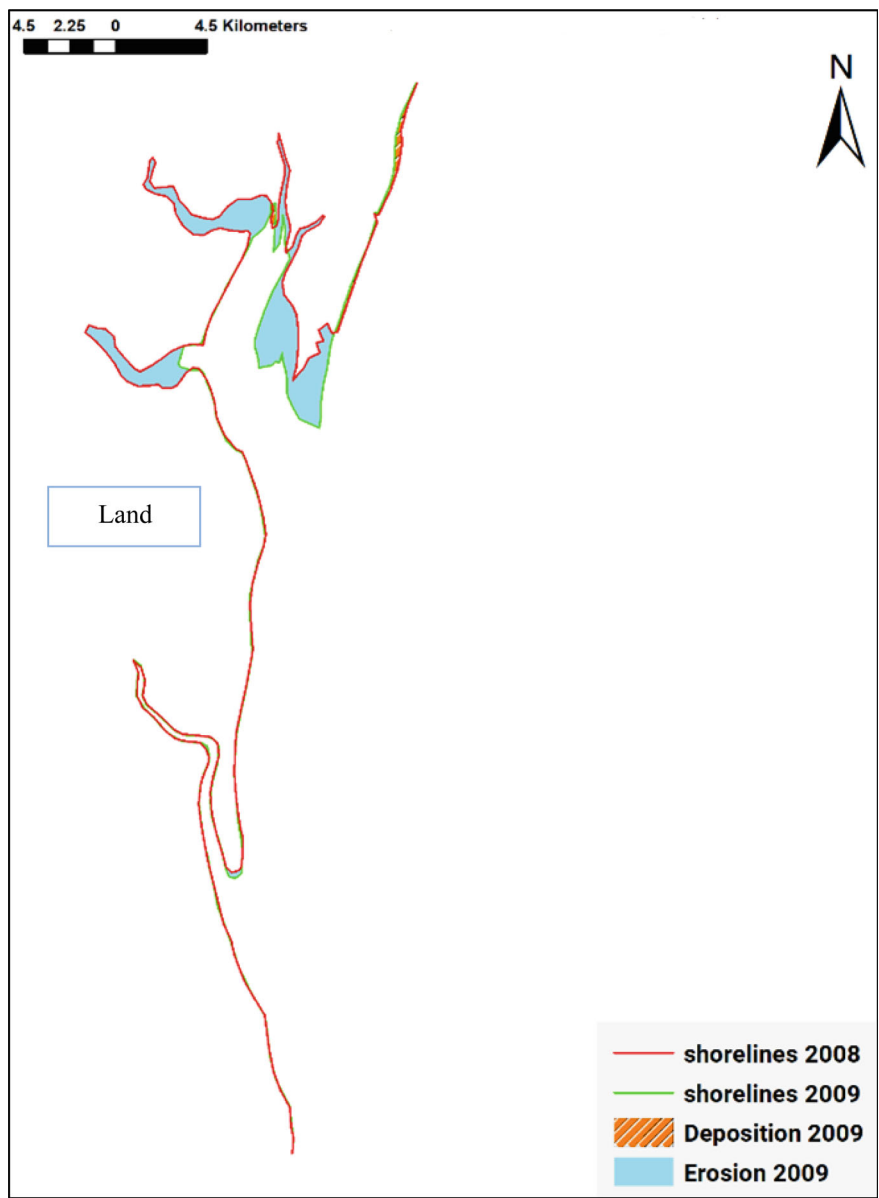 4.5 2.25 0 4.5 Kilometers
N
Land
shorelines 2008
shorelines 2009
Deposition 2009
Erosion 2009